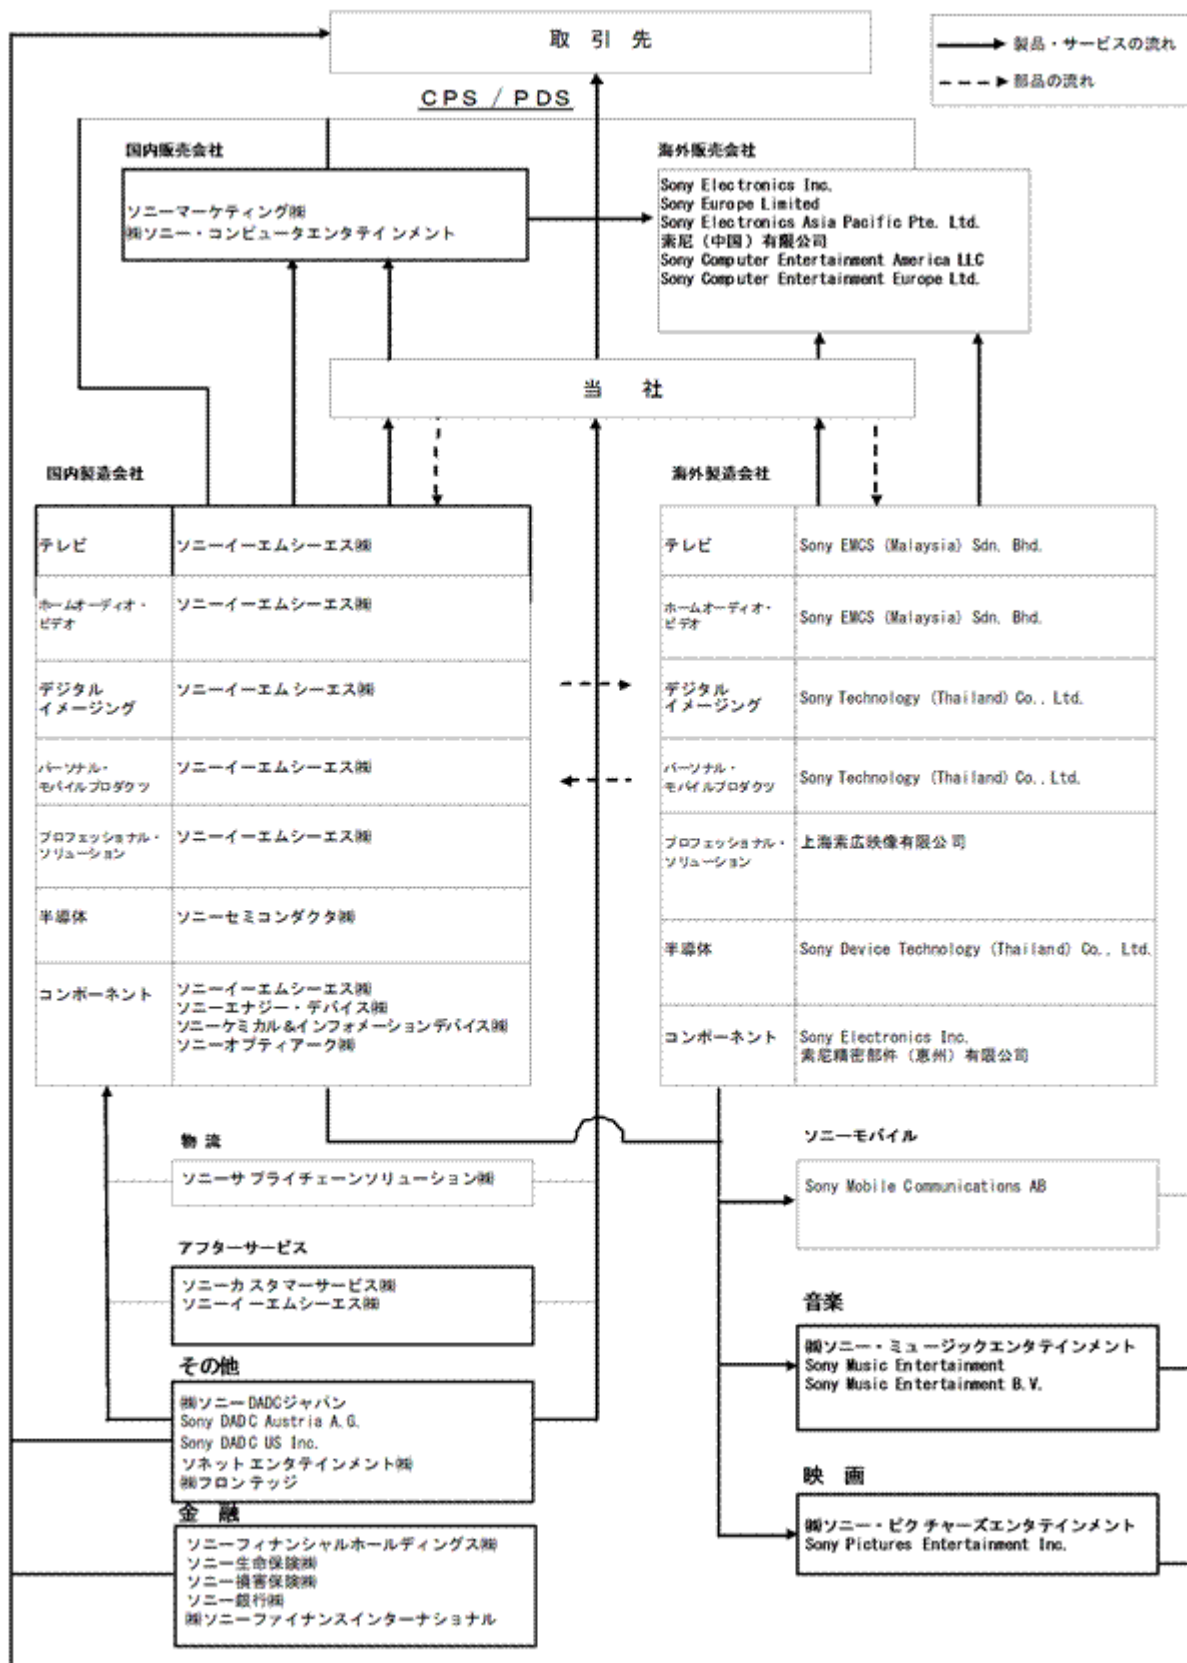 取 引 先
製品・サービスの流れ
部品の流れ
CPS / PDS
国内販売会社
ソニーマーケティング㈱
㈱ソニー・コンピュータエンタテインメント
海外販売会社
Sony Electronics Inc.
Sony Europe Limited
Sony Electronics Asia Pacific Pte. Ltd.
索尼（中国）有限公司
Sony Computer Entertainment America LLC
Sony Computer Entertainment Europe Ltd.
当 社
国内製造会社
テレビ
ソニーイーエムシーエス㈱
ホームオーディオ・
ビデオ
ソニーイーエムシーエス㈱
デジタル
イメージング
ソニーイーエムシーエス㈱
パーソナル・
モバイルプロダクツ
ソニーイーエムシーエス㈱
プロフェッショナル・
ソリューション
ソニーイーエムシーエス㈱
半導体
ソニーセミコンダクタ㈱
コンポーネント
ソニーイーエムシーエス㈱
ソニーエナジー・デバイス㈱
ソニーケミカル&インフォメーションデバイス㈱
ソニーオプティアーク㈱
海外製造会社
テレビ
Sony EMCS (Malaysia) Sdn. Bhd.
ホームオーディオ・
ビデオ
Sony EMCS (Malaysia) Sdn. Bhd.
デジタル
イメージング
Sony Technology (Thailand) Co., Ltd.
パーソナル・
モバイルプロダクツ
Sony Technology (Thailand) Co., Ltd.
プロフェッショナル・
ソリューション
上海索広映像有限公司
半導体
Sony Device Technology (Thailand) Co., Ltd.
コンポーネント
Sony Electronics Inc.
索尼精密部件（惠州）有限公司
物 流
ソニーサプライチェーンソリューション㈱
アフターサービス
ソニーカスタマーサービス㈱
ソニーイーエムシーエス㈱
その他
㈱ソニーDADCジャパン
Sony DADC Austria A.G.
Sony DADC US Inc.
ソネットエンタテインメント㈱
㈱フロンテッジ
金 融
ソニーフィナンシャルホールディングス㈱
ソニー生命保険㈱
ソニー損害保険㈱
ソニー銀行㈱
㈱ソニーファイナンスインターナショナル
ソニーモバイル
Sony Mobile Communications AB
音楽
㈱ソニー・ミュージックエンタテインメント
Sony Music Entertainment
Sony Music Entertainment B.V.
映 画
㈱ソニー・ピクチャーズエンタテインメント
Sony Pictures Entertainment Inc.